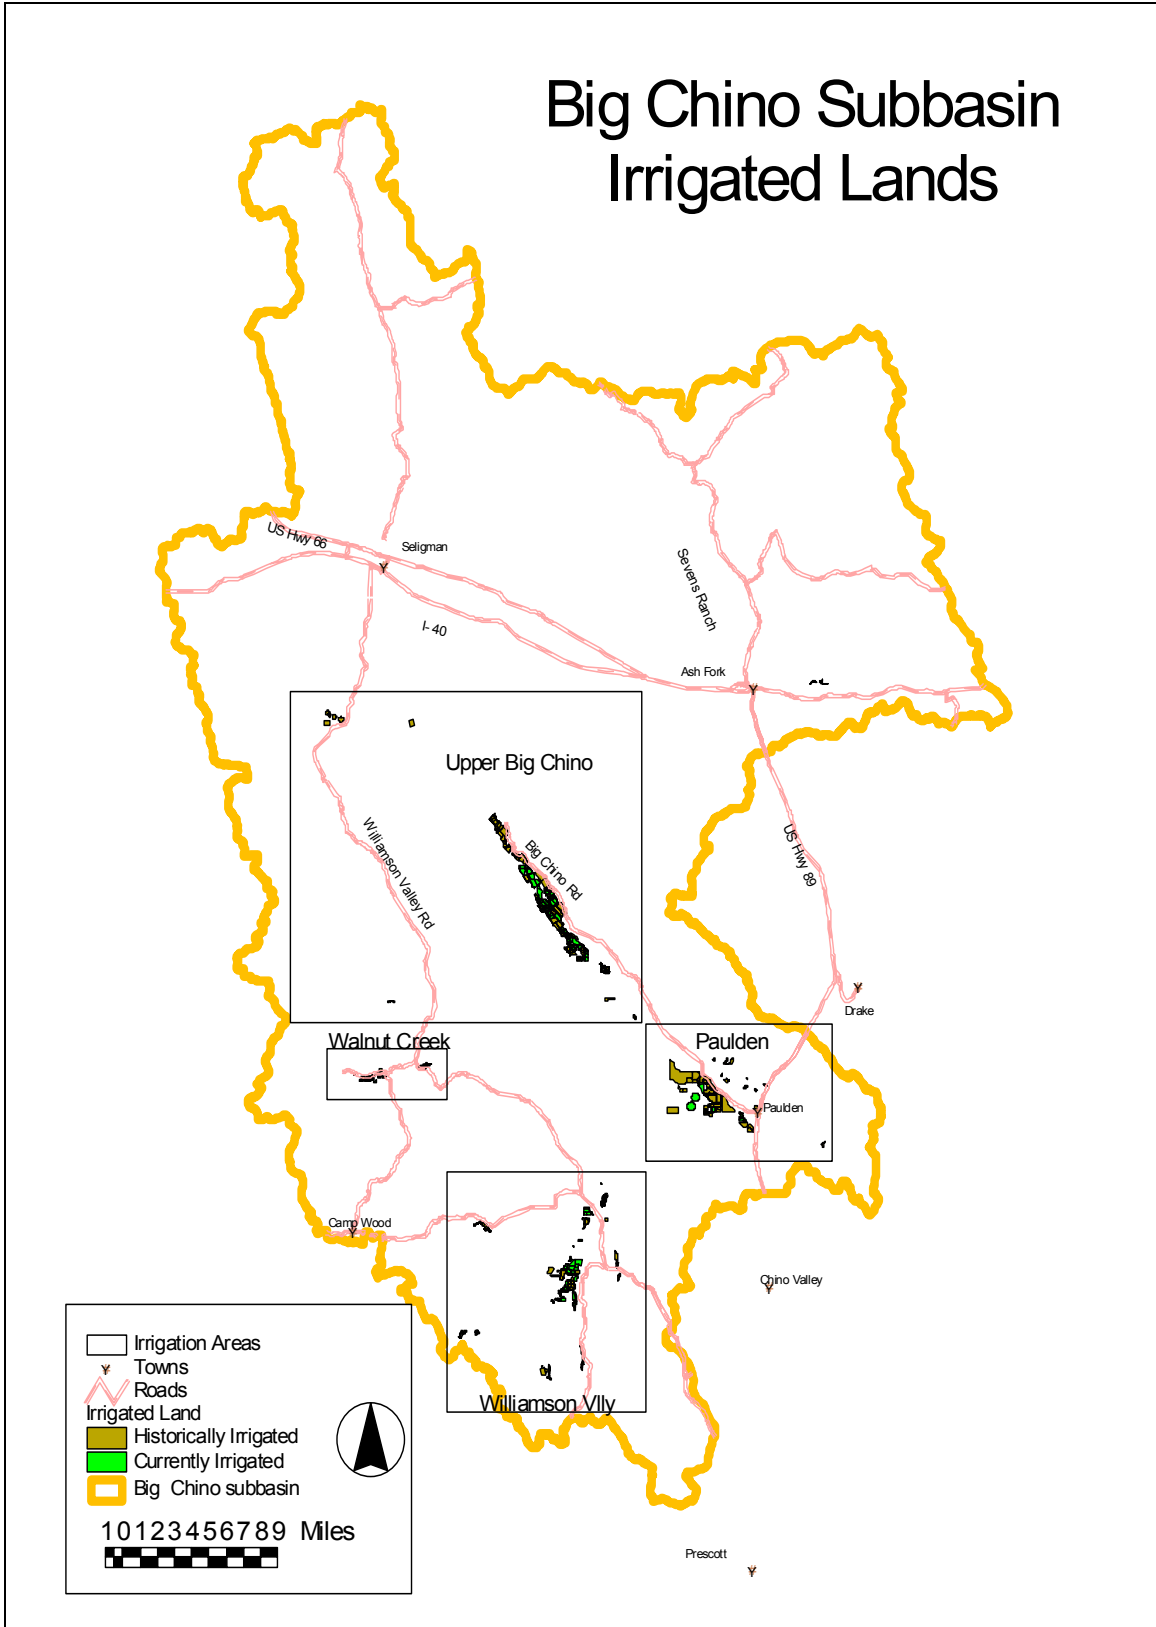 Big Chino Subbasin
Irrigated Lands
US Hwy 66
Seligman
I- 40
Sevens Ranch
Ash Fork
Upper Big Chino
Williamson Valley Rd
Big Chino Rd
US Hwy 89
Drake
Walnut Creek
Paulden
Paulden
Camp Wood
Chino Valley
Williamson Vlly
Irrigation Areas
Towns
Roads
Irrigated Land
Historically Irrigated
Currently Irrigated
Big Chino subbasin
1 0 1 2 3 4 5 6 7 8 9 Miles
Prescott